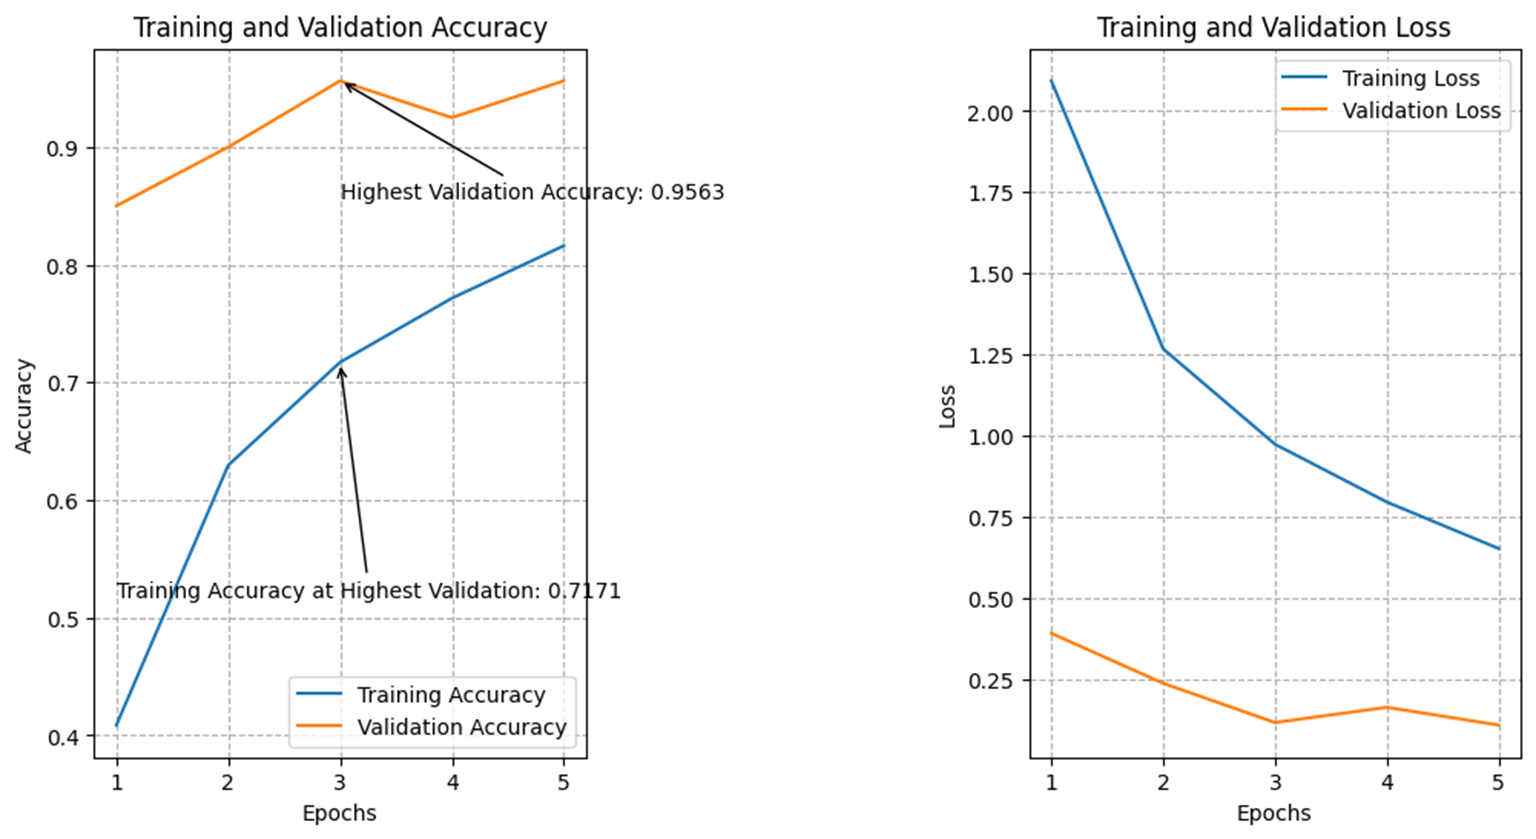 Training and Validation Accuracy
Accuracy
0.9
0.8
0.7
0.6
0.5
0.4
Highest Validation Accuracy: 0.9563
Training Accuracy at Highest Validation: 0.7171
Training Accuracy
Validation Accuracy
1 2 3 4 5
Epochs
Training and Validation Loss
Loss
2.00
1.75
1.50
1.25
1.00
0.75
0.50
0.25
Training Loss
Validation Loss
1 2 3 4 5
Epochs